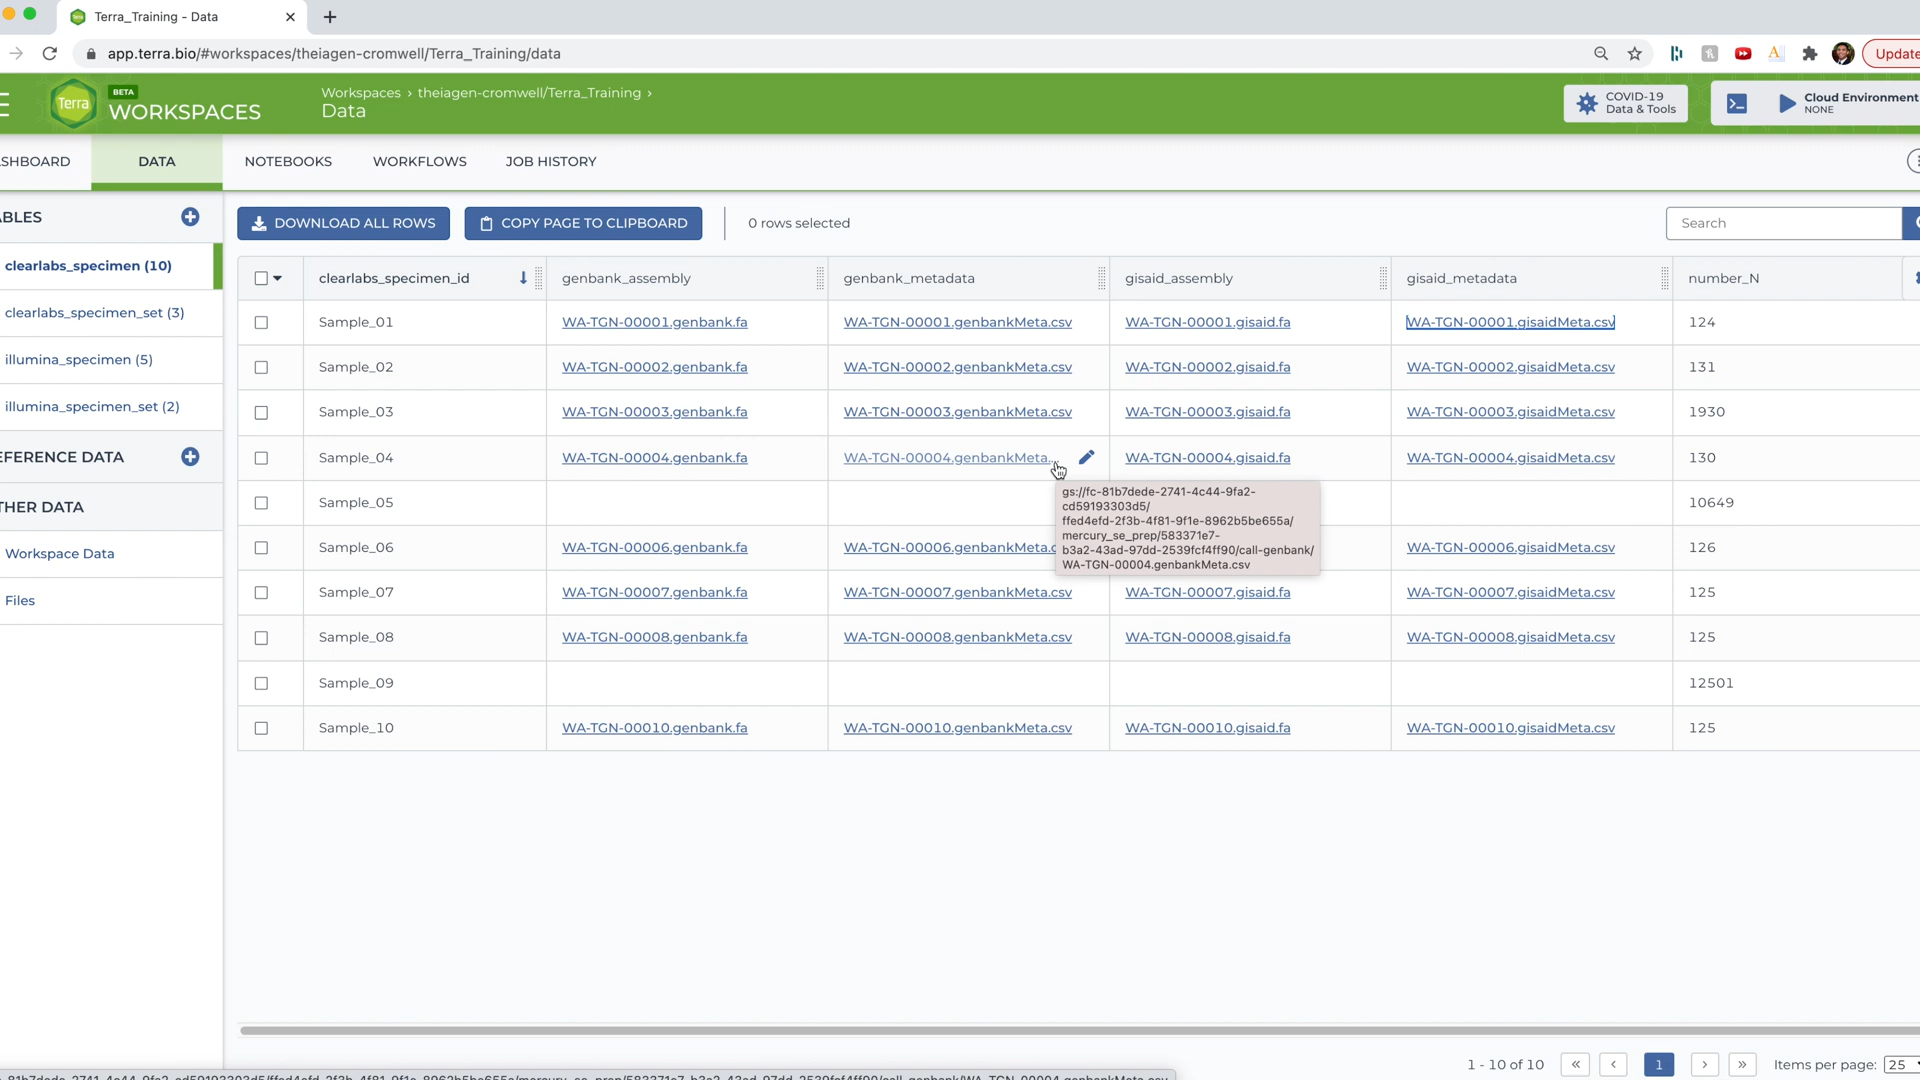 Terra_Training - Data
app.terra.bio/#workspaces/theiagen-cromwell/Terra_Training/data
Update
Terra
BETA
WORKSPACES
Workspaces › theiagen-cromwell/Terra_Training ›
Data
COVID-19
Data & Tools
Cloud Environment
NONE
SHBOARD DATA NOTEBOOKS WORKFLOWS JOB HISTORY
BLES
clearlabs_specimen (10)
clearlabs_specimen_set (3)
illumina_specimen (5)
illumina_specimen_set (2)
EFERENCE DATA
THER DATA
Workspace Data
Files
DOWNLOAD ALL ROWS COPY PAGE TO CLIPBOARD 0 rows selected Search
clearlabs_specimen_id genbank_assembly genbank_metadata gisaid_assembly gisaid_metadata number_N
Sample_01 WA-TGN-00001.genbank.fa WA-TGN-00001.genbankMeta.csv WA-TGN-00001.gisaid.fa WA-TGN-00001.gisaidMeta.csv 124
Sample_02 WA-TGN-00002.genbank.fa WA-TGN-00002.genbankMeta.csv WA-TGN-00002.gisaid.fa WA-TGN-00002.gisaidMeta.csv 131
Sample_03 WA-TGN-00003.genbank.fa WA-TGN-00003.genbankMeta.csv WA-TGN-00003.gisaid.fa WA-TGN-00003.gisaidMeta.csv 1930
Sample_04 WA-TGN-00004.genbank.fa WA-TGN-00004.genbankMeta... WA-TGN-00004.gisaid.fa WA-TGN-00004.gisaidMeta.csv 130
Sample_05 10649
Sample_06 WA-TGN-00006.genbank.fa WA-TGN-00006.genbankMeta.c WA-TGN-00006.gisaidMeta.csv 126
Sample_07 WA-TGN-00007.genbank.fa WA-TGN-00007.genbankMeta.csv WA-TGN-00007.gisaid.fa WA-TGN-00007.gisaidMeta.csv 125
Sample_08 WA-TGN-00008.genbank.fa WA-TGN-00008.genbankMeta.csv WA-TGN-00008.gisaid.fa WA-TGN-00008.gisaidMeta.csv 125
Sample_09 12501
Sample_10 WA-TGN-00010.genbank.fa WA-TGN-00010.genbankMeta.csv WA-TGN-00010.gisaid.fa WA-TGN-00010.gisaidMeta.csv 125
gs://fc-81b7dede-2741-4c44-9fa2-
cd59193303d5/
ffed4efd-2f3b-4f81-9f1e-8962b5be655a/
mercury_se_prep/583371e7-
b3a2-43ad-97dd-2539fcf4ff90/call-genbank/
WA-TGN-00004.genbankMeta.csv
1 - 10 of 10 « ‹ 1 › » Items per page: 25